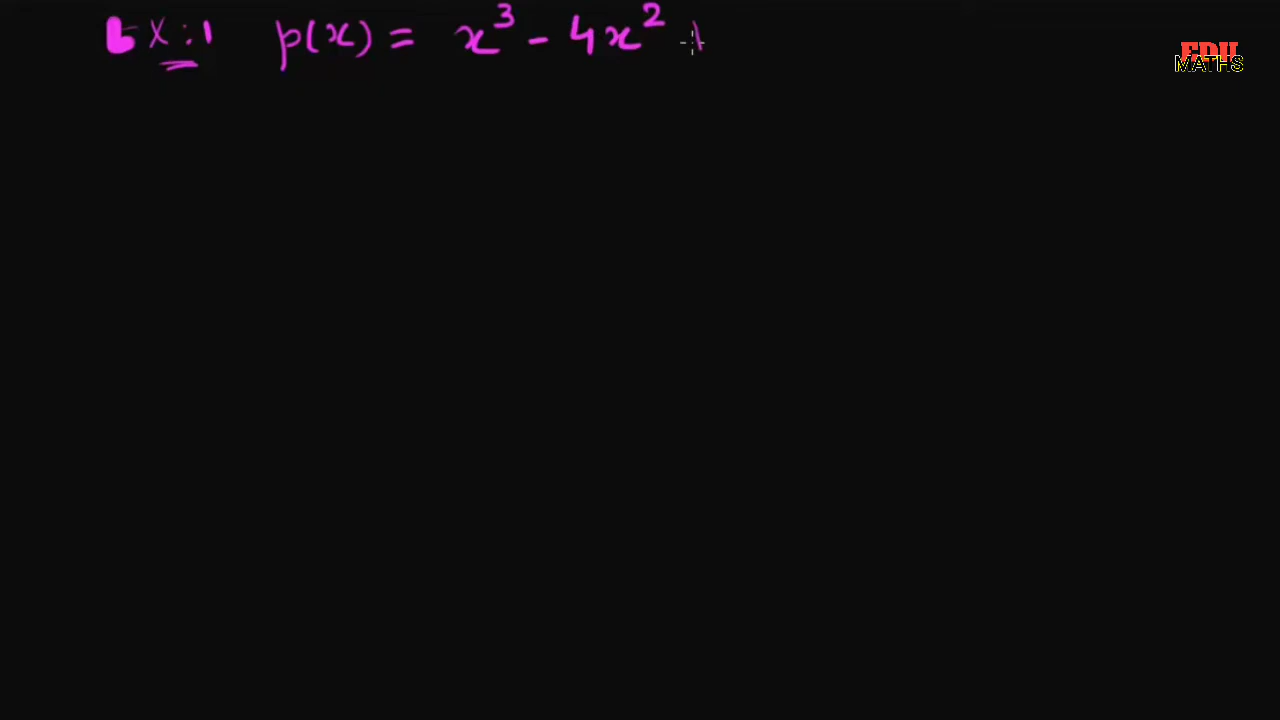 Ex:1 p(x) = x³ - 4x²
EDU
MATHS